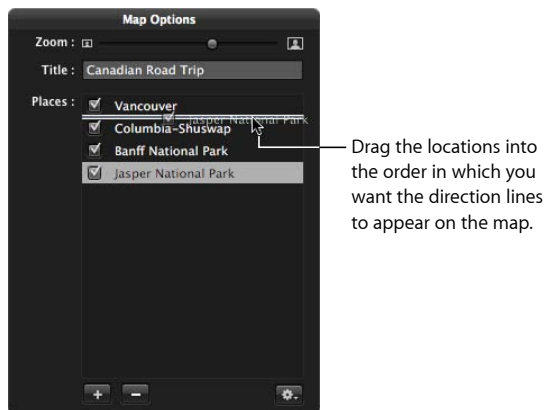 Map Options
Zoom :
Title : Canadian Road Trip
Places : Vancouver
Jasper National Park
Columbia-Shuswap
Banff National Park
Jasper National Park
Drag the locations into
the order in which you
want the direction lines
to appear on the map.